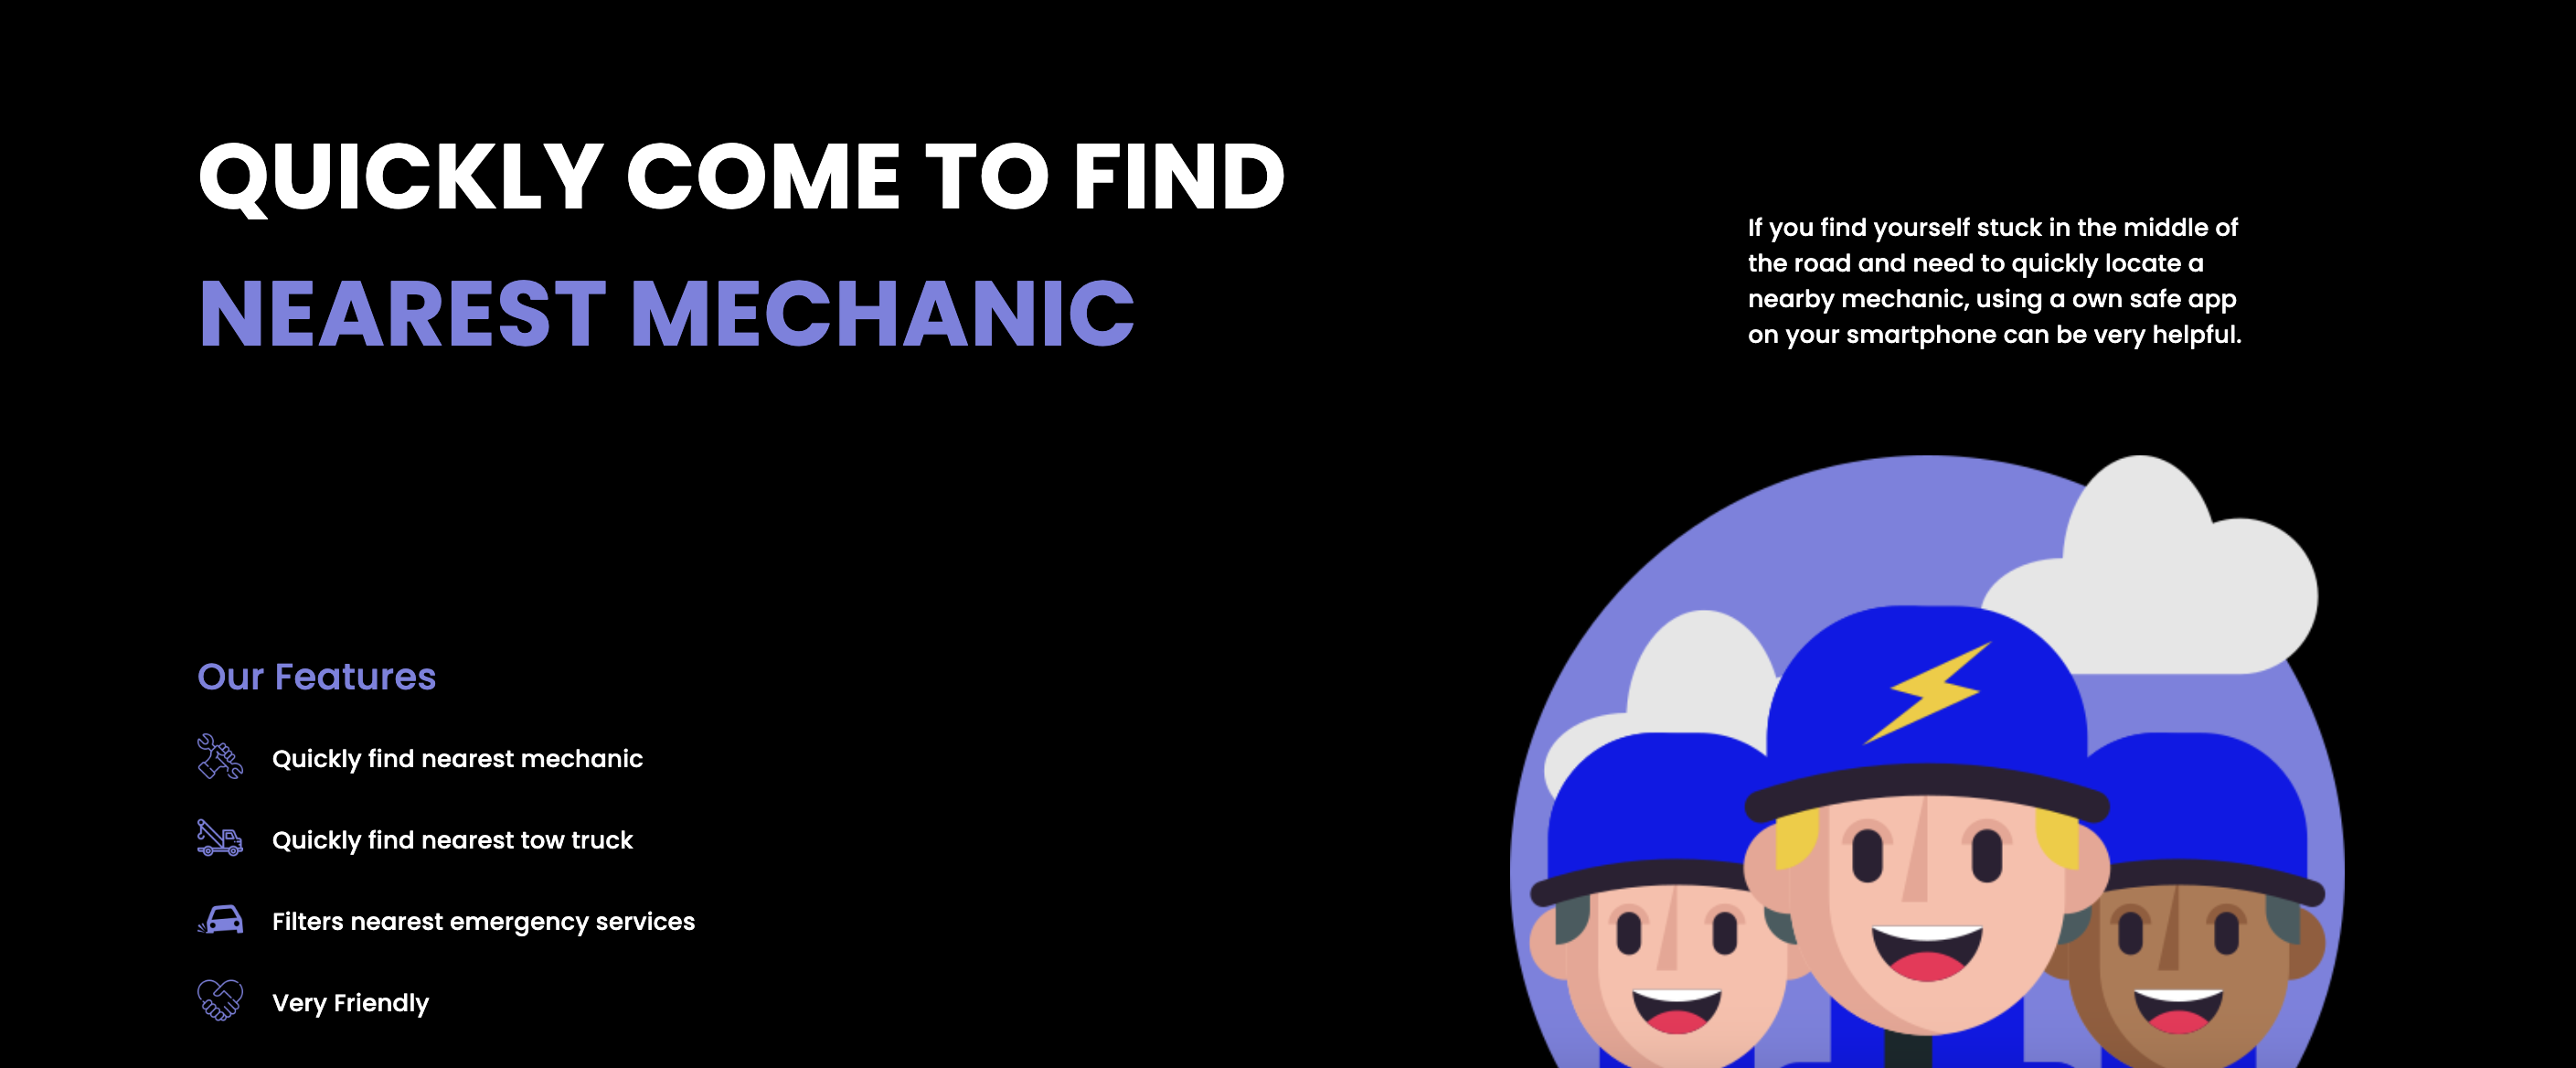 QUICKLY COME TO FIND
NEAREST MECHANIC
If you find yourself stuck in the middle of
the road and need to quickly locate a
nearby mechanic, using a own safe app
on your smartphone can be very helpful.
Our Features
Quickly find nearest mechanic
Quickly find nearest tow truck
Filters nearest emergency services
Very Friendly